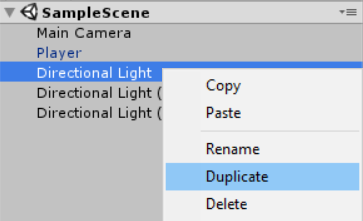 SampleScene
Main Camera
Player
Directional Light
Directional Light (
Directional Light (
Copy
Paste
Rename
Duplicate
Delete